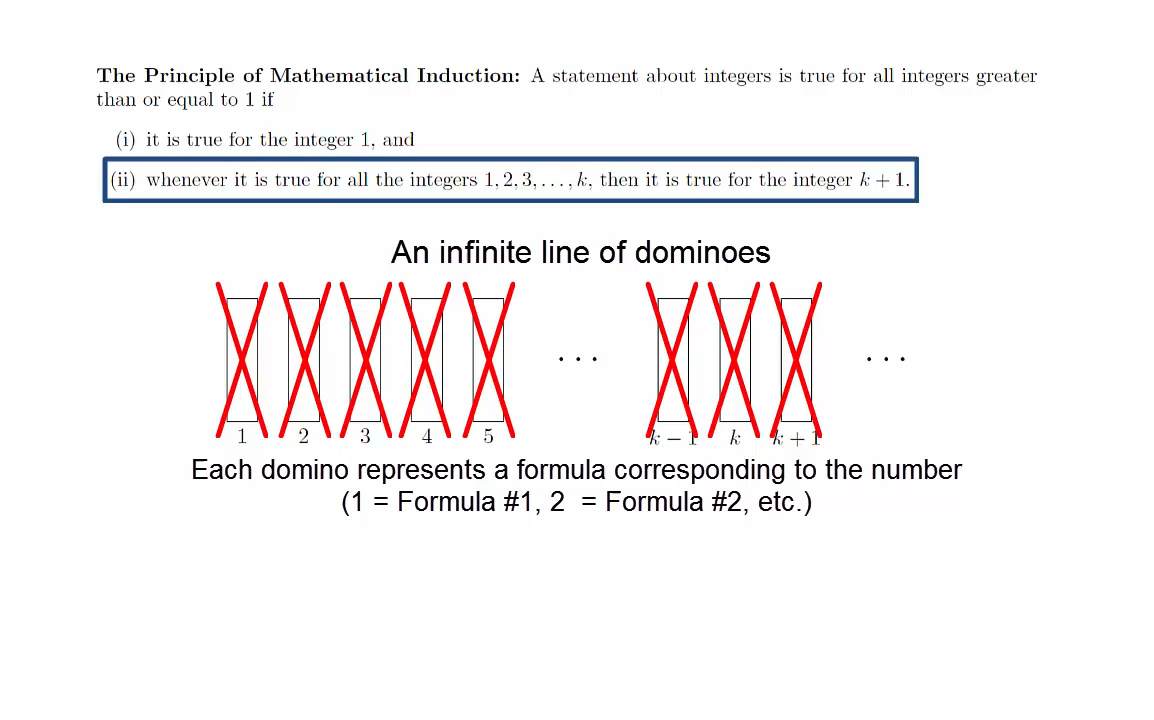 The Principle of Mathematical Induction: A statement about integers is true for all integers greater
than or equal to 1 if
(i) it is true for the integer 1, and
(ii) whenever it is true for all the integers 1, 2, 3, . . . , k, then it is true for the integer k + 1.
An infinite line of dominoes
. . . . . .
1 2 3 4 5 k − 1 k k + 1
Each domino represents a formula corresponding to the number
(1 = Formula #1, 2 = Formula #2, etc.)